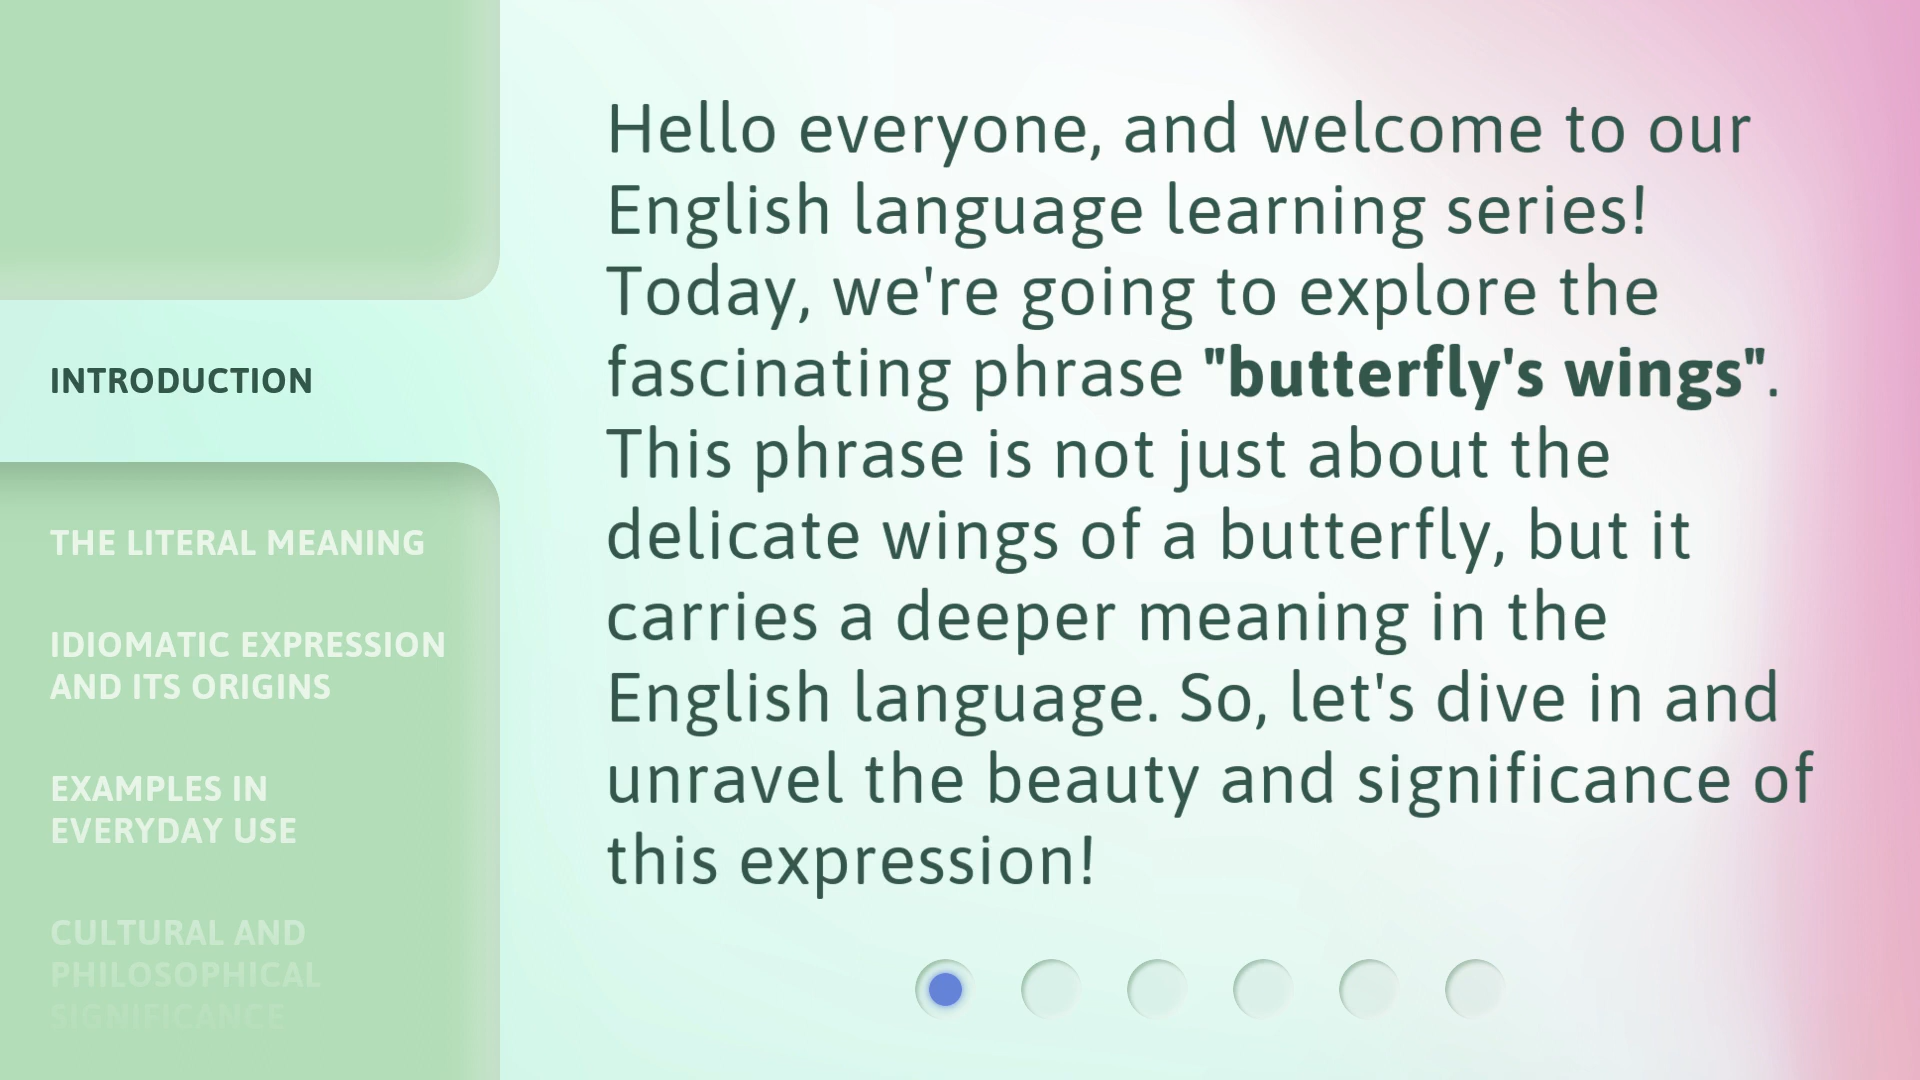 INTRODUCTION
THE LITERAL MEANING
IDIOMATIC EXPRESSION
AND ITS ORIGINS
EXAMPLES IN
EVERYDAY USE
CULTURAL AND
PHILOSOPHICAL
SIGNIFICANCE
Hello everyone, and welcome to our
English language learning series!
Today, we're going to explore the
fascinating phrase "butterfly's wings".
This phrase is not just about the
delicate wings of a butterfly, but it
carries a deeper meaning in the
English language. So, let's dive in and
unravel the beauty and significance of
this expression!